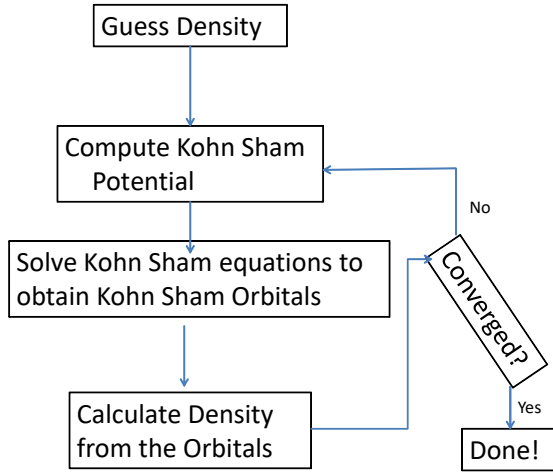 Guess Density
Compute Kohn Sham
Potential
No
Solve Kohn Sham equations to
obtain Kohn Sham Orbitals
Converged?
Calculate Density
from the Orbitals
Yes
Done!